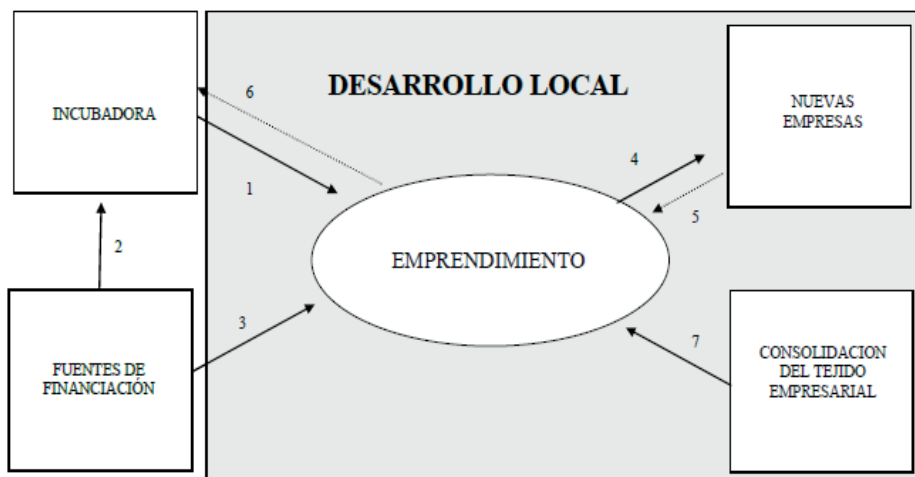 DESARROLLO LOCAL
INCUBADORA
6
NUEVAS
EMPRESAS
4
1
5
2
EMPRENDIMIENTO
3
7
FUENTES DE
FINANCIACIÓN
CONSOLIDACION
DEL TEJIDO
EMPRESARIAL